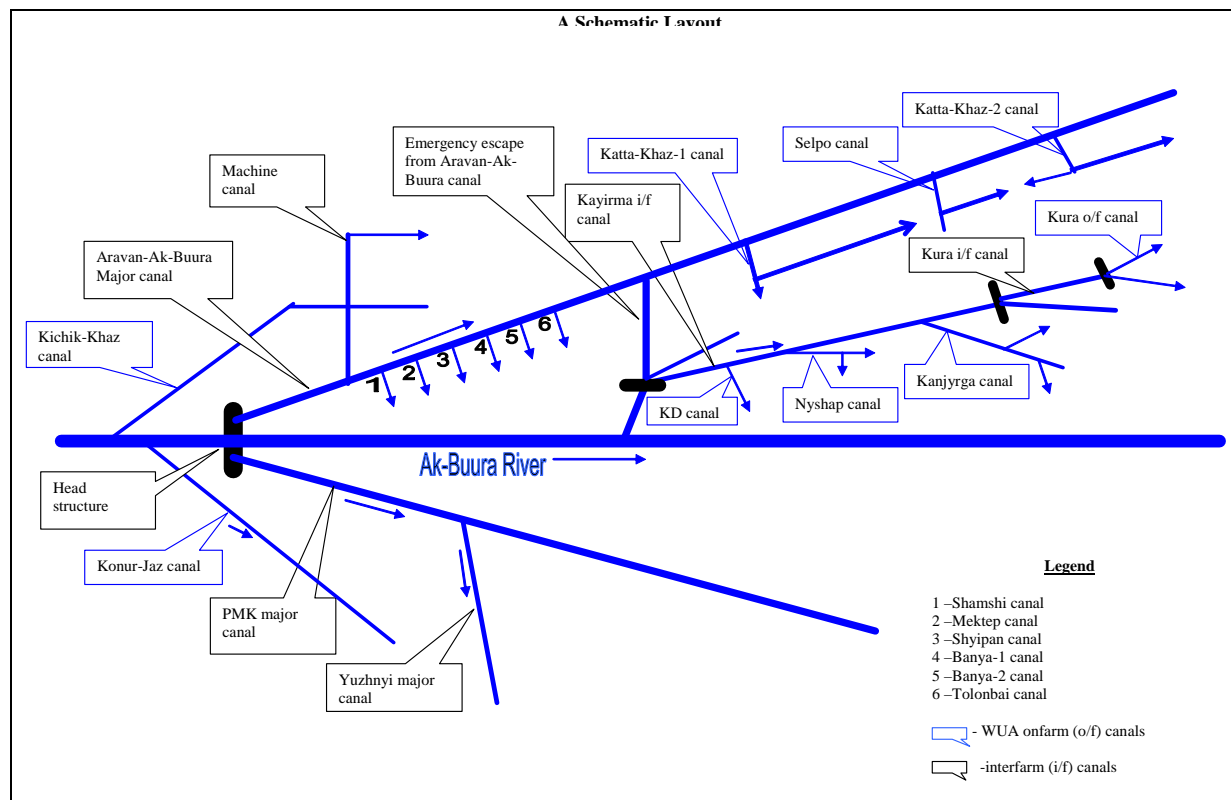 A Schematic Layout
Katta-Khaz-2 canal
Emergency escape
from Aravan-Ak-
Buura canal
Katta-Khaz-1 canal
Selpo canal
Machine
canal
Kayirma i/f
canal
Kura o/f canal
Aravan-Ak-Buura
Major canal
Kura i/f canal
Kichik-Khaz
canal
1
2
3
4
5
6
KD canal
Nyshap canal
Kanjyrga canal
Ak-Buura River
Head
structure
Konur-Jaz canal
PMK major
canal
Yuzhnyi major
canal
Legend
1 –Shamshi canal
2 –Mektep canal
3 –Shyipan canal
4 –Banya-1 canal
5 –Banya-2 canal
6 –Tolonbai canal
- WUA onfarm (o/f) canals
-interfarm (i/f) canals